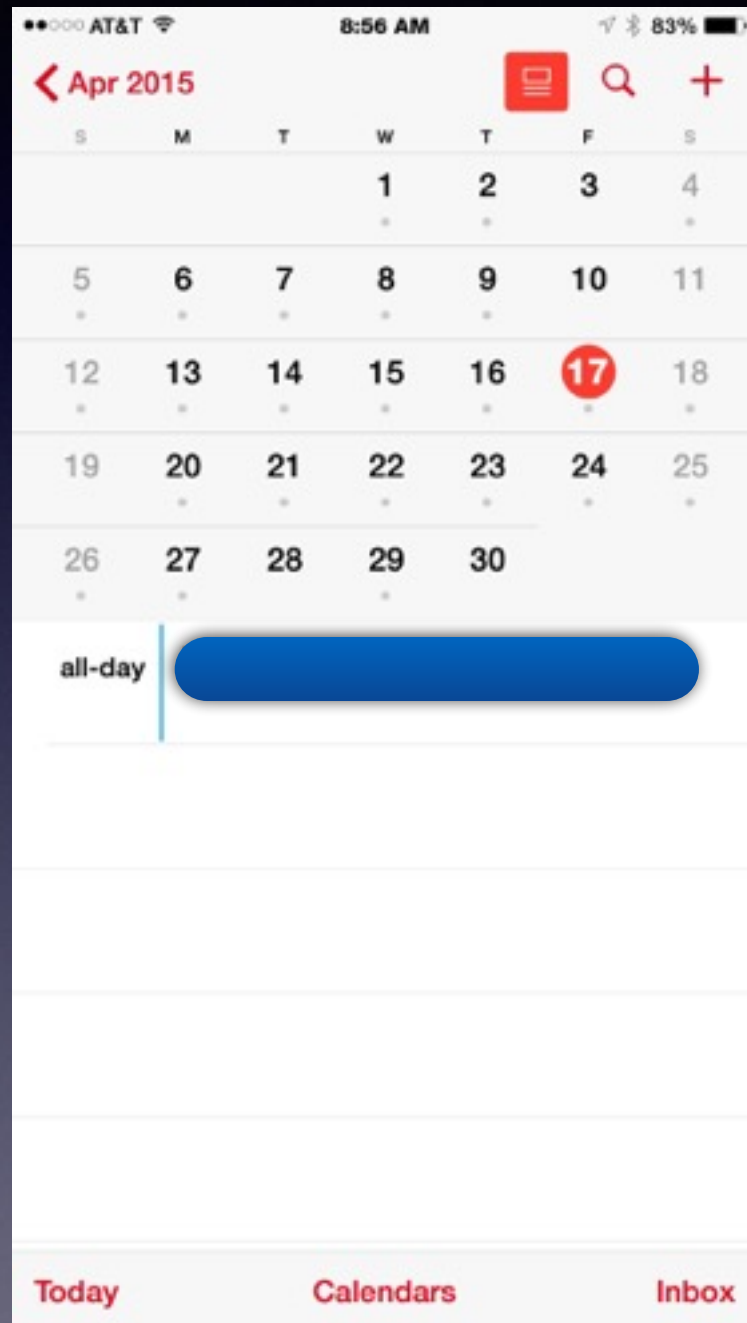 AT&T 8:56 AM 83%
Apr 2015
S M T W T F S
1 2 3 4
5 6 7 8 9 10 11
12 13 14 15 16 17 18
19 20 21 22 23 24 25
26 27 28 29 30
all-day
Today Calendars Inbox